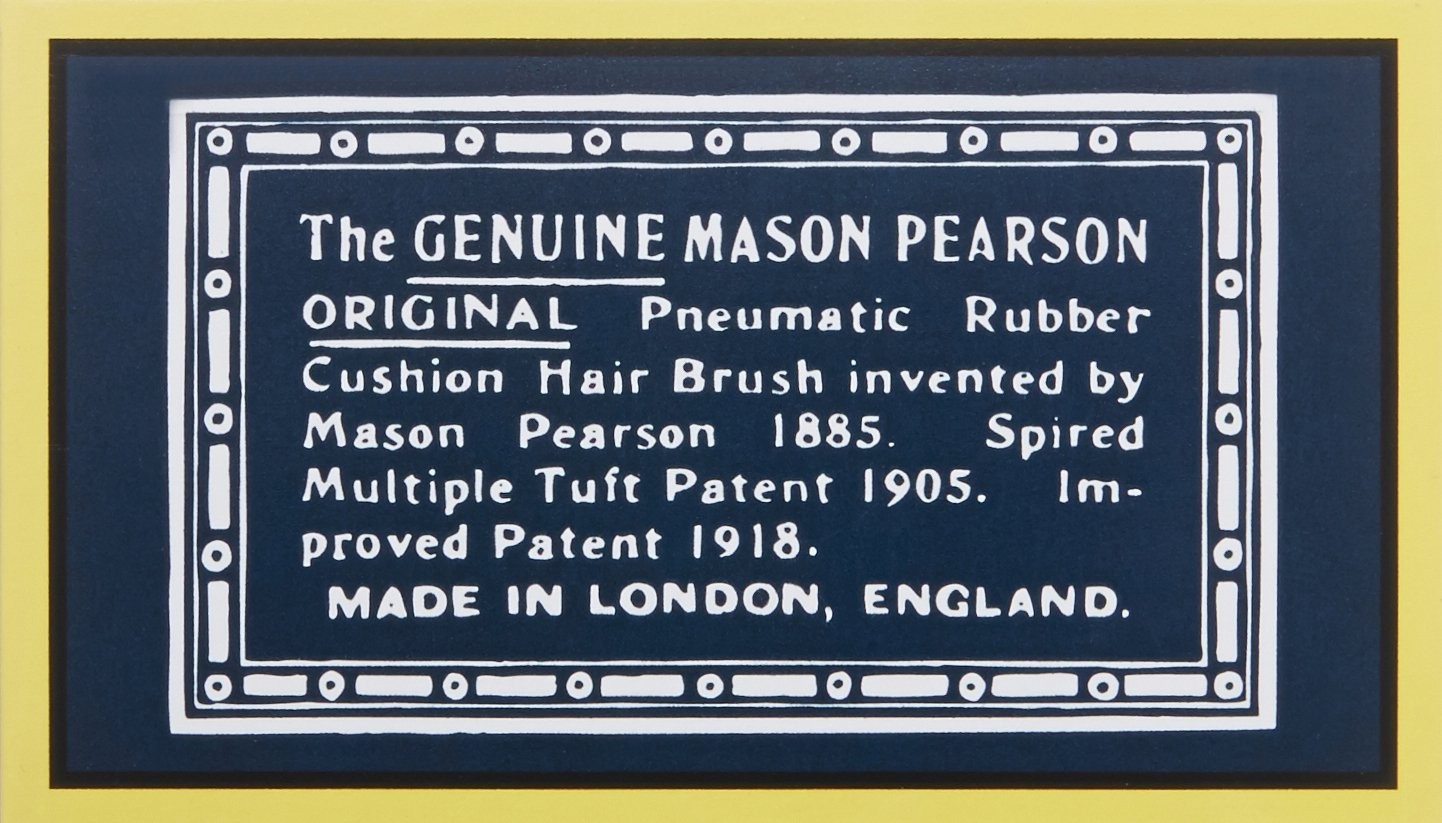 The GENUINE MASON PEARSON
ORIGINAL Pneumatic Rubber
Cushion Hair Brush invented by
Mason Pearson 1885. Spired
Multiple Tuft Patent 1905. Im-
proved Patent 1918.
MADE IN LONDON, ENGLAND.